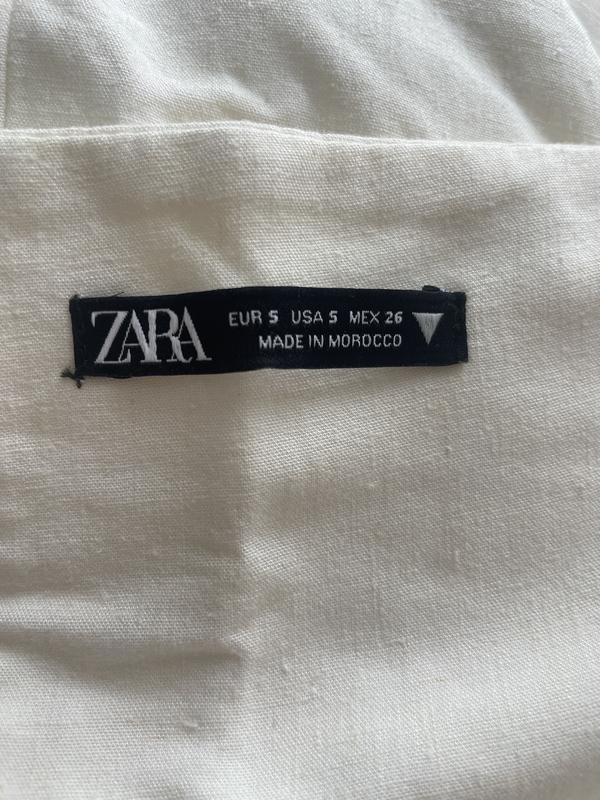 ZARA
EUR S USA S MEX 26
MADE IN MOROCCO